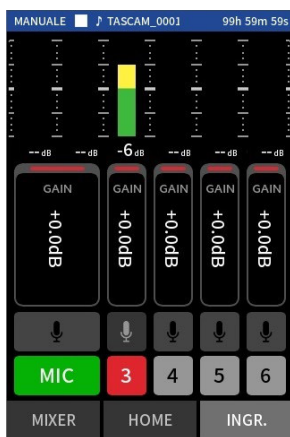 MANUALE ♪ TASCAM_0001 99h 59m 59s
-- dB -- dB -6 dB -- dB -- dB -- dB
GAIN GAIN GAIN GAIN GAIN
+0.0dB +0.0dB +0.0dB +0.0dB +0.0dB
MIC 3 4 5 6
MIXER HOME INGR.